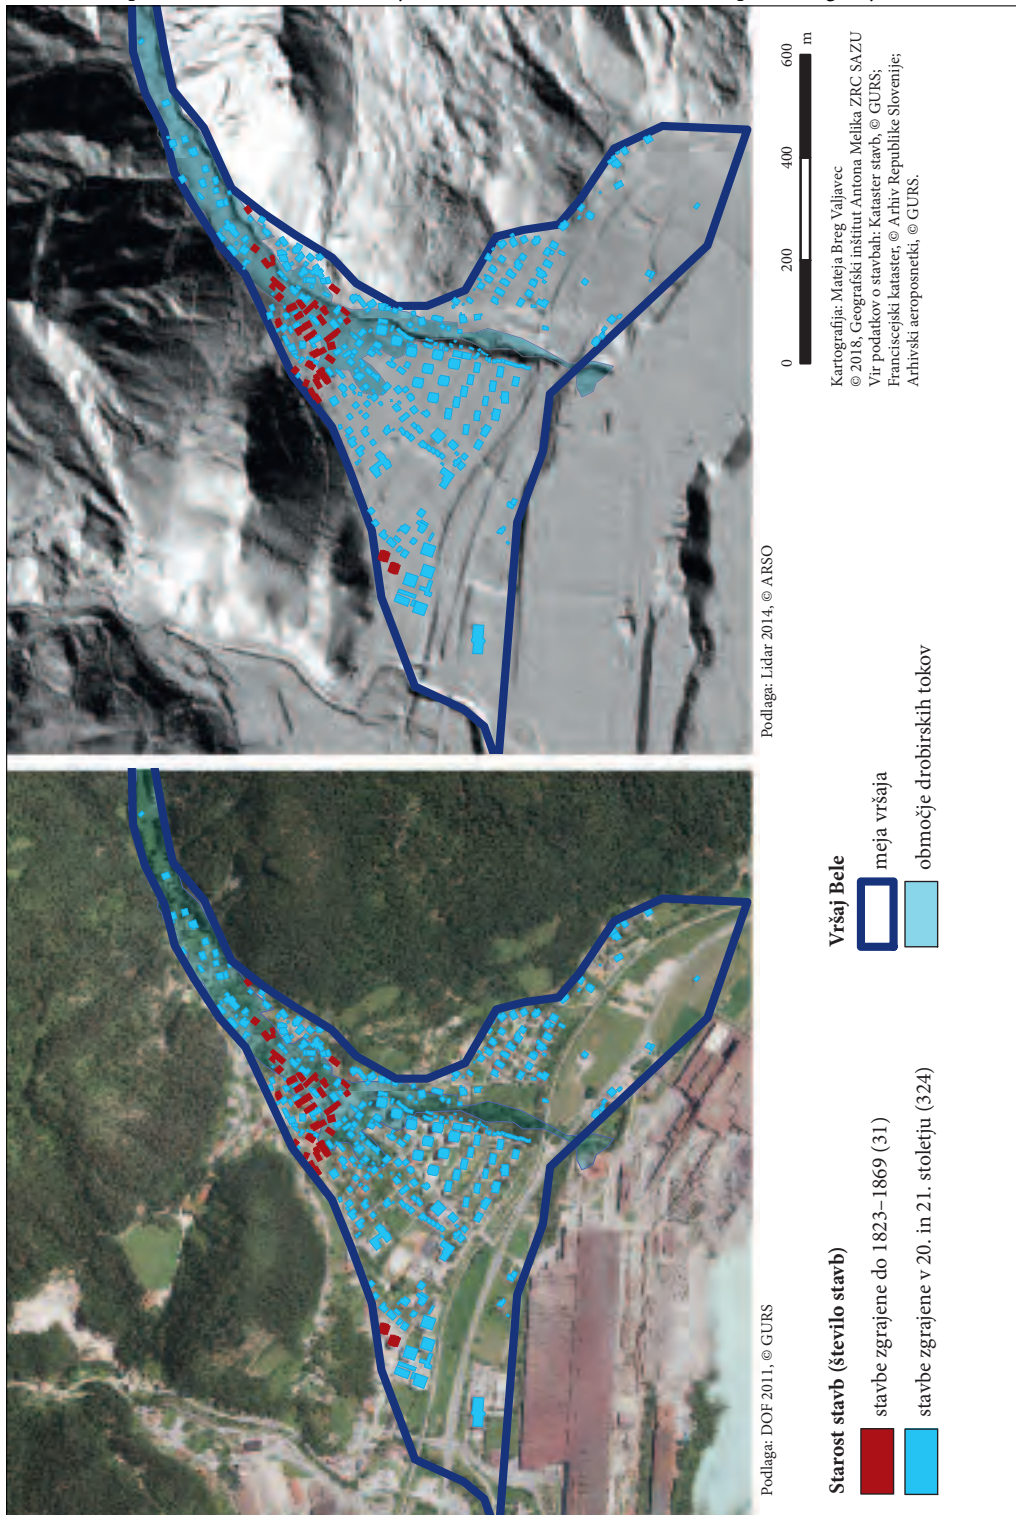 Podlaga: DOF 2011, © GURS
Podlaga: Lidar 2014, © ARSO
Starost stavb (število stavb)
stavbe zgrajene do 1823–1869 (31)
stavbe zgrajene v 20. in 21. stoletju (324)
Vršaj Bele
meja vršaja
območje drobirskih tokov
0 200 400 600
m
Kartografija: Mateja Breg Valjavec
© 2018, Geografski inštitut Antona Melika ZRC SAZU
Vir podatkov o stavbah: Kataster stavb, © GURS;
Franciscejski kataster, © Arhiv Republike Slovenije;
Arhivski aeroposnetki, © GURS.